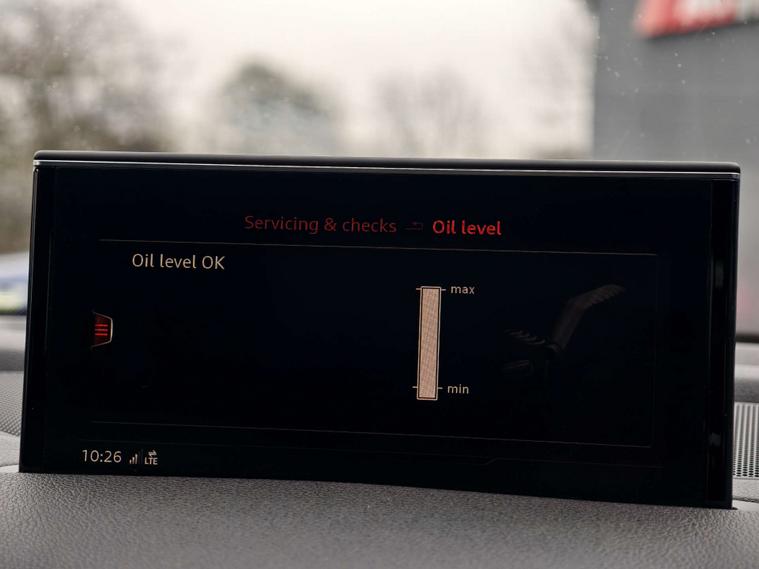 Servicing & checks Oil level
Oil level OK
max
min
10:26 LTE